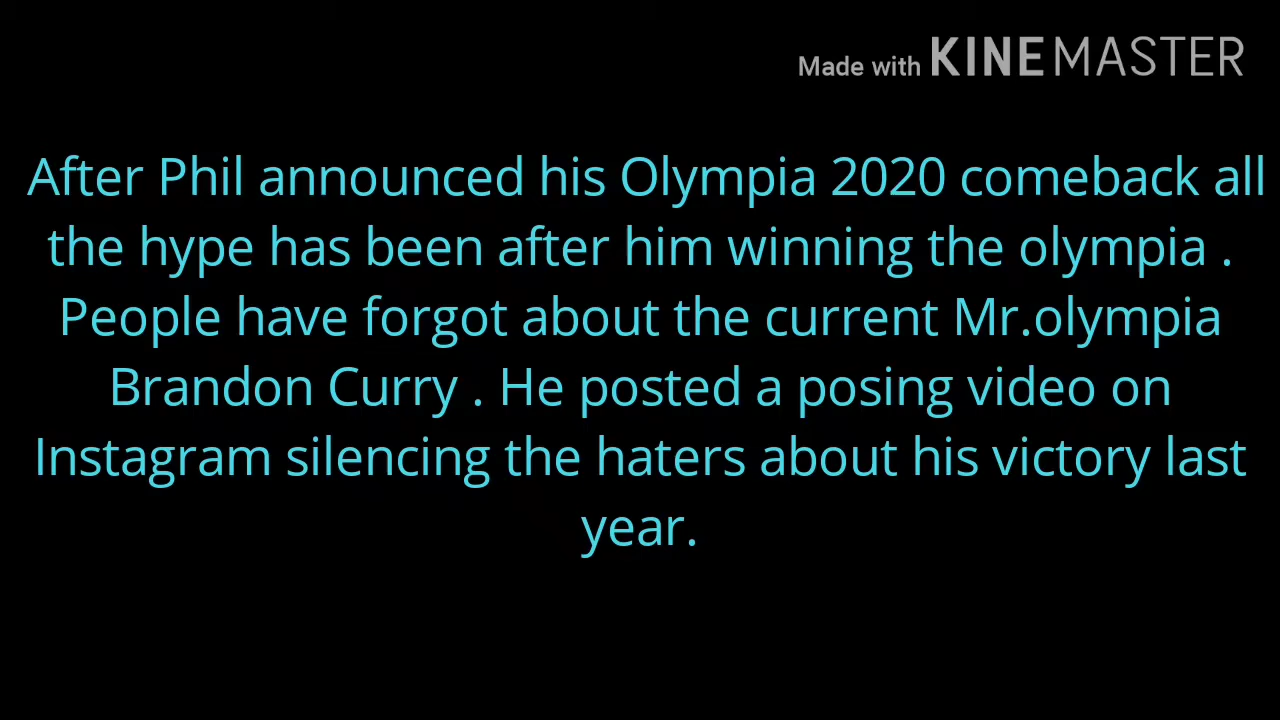 Made with KINEMASTER
After Phil announced his Olympia 2020 comeback all
the hype has been after him winning the olympia .
People have forgot about the current Mr.olympia
Brandon Curry . He posted a posing video on
Instagram silencing the haters about his victory last
year.